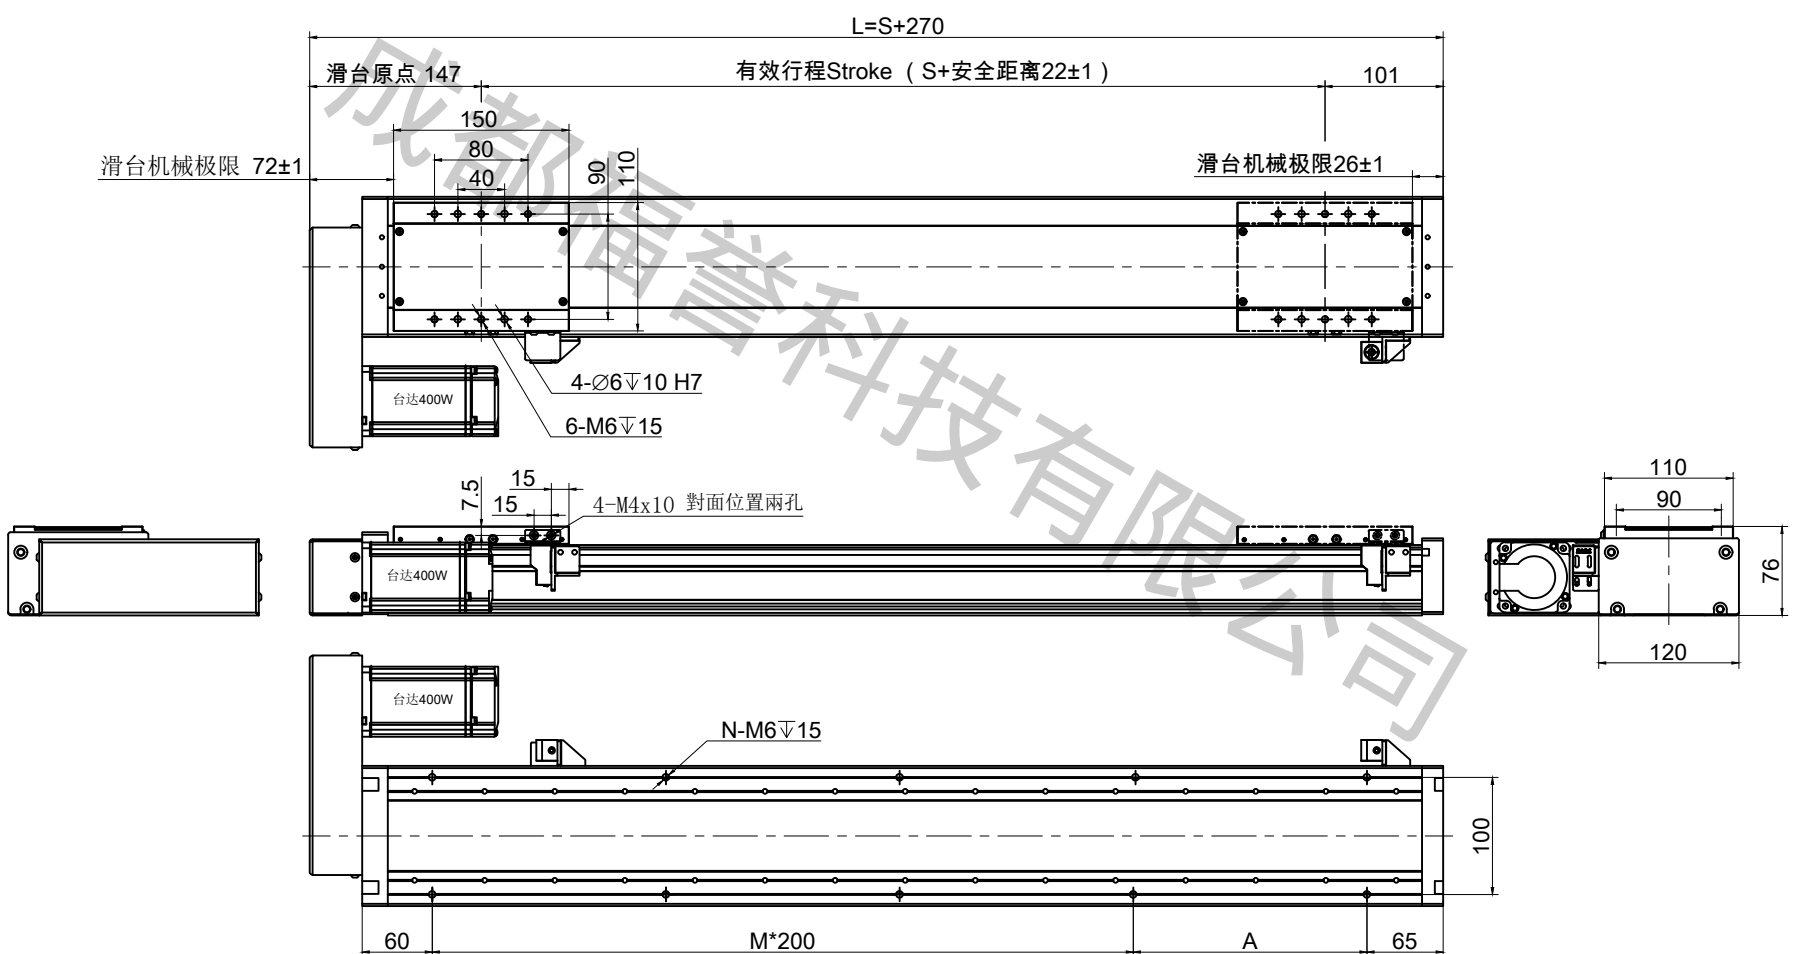 L=S+270
滑台原点 147
有效行程Stroke （S+安全距离22±1）
101
150
滑台机械极限 72±1
80
90
110
滑台机械极限26±1
40
4-∅6↧10 H7
台达400W
6-M6↧15
15
7.5
15
4-M4x10 對面位置兩孔
110
90
台达400W
76
120
台达400W
N-M6↧15
100
60
M*200
A
65
成都福誉科技有限公司